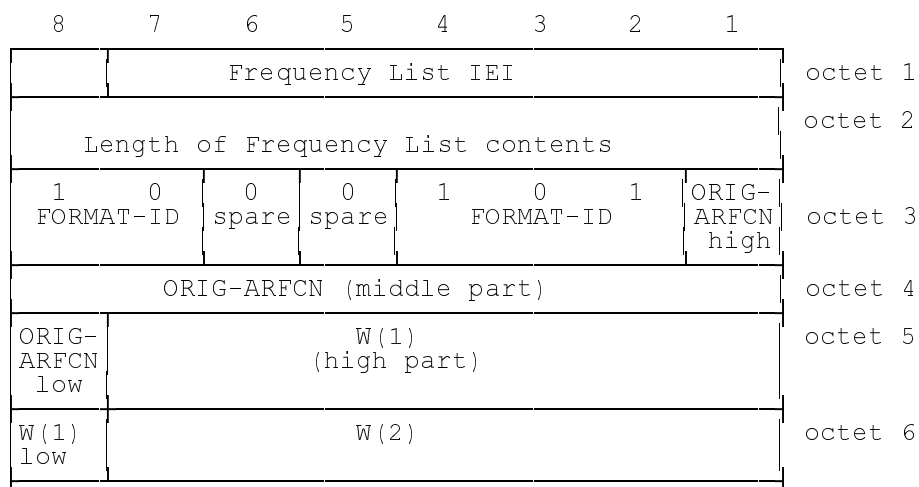 8 7 6 5 4 3 2 1
Frequency List IEI octet 1
octet 2
Length of Frequency List contents
1 0 0 0 1 0 1 ORIG-
FORMAT-ID spare spare FORMAT-ID ARFCN octet 3
high
ORIG-ARFCN (middle part) octet 4
ORIG- W(1) octet 5
ARFCN (high part)
low
W(1) W(2) octet 6
low